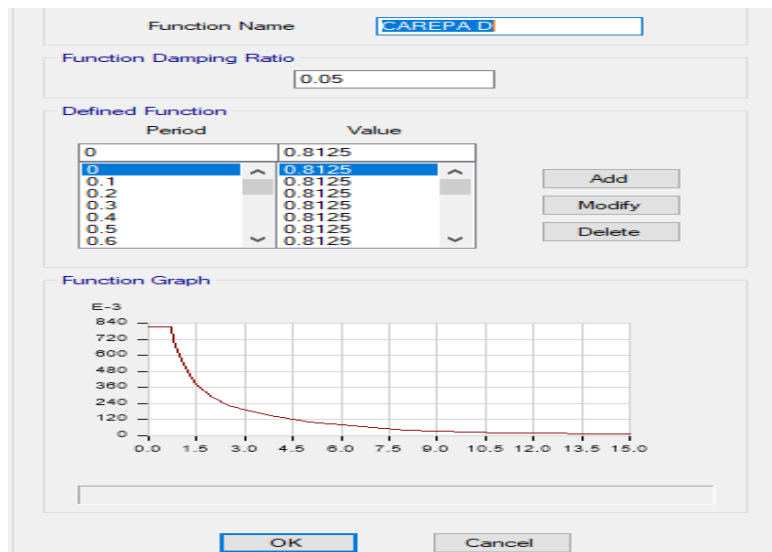 Function Name CAREPA D
Function Damping Ratio
0.05
Defined Function
Period Value
0 0.8125
0 0.8125
0.1 0.8125
0.2 0.8125
0.3 0.8125
0.4 0.8125
0.5 0.8125
0.6 0.8125
Add
Modify
Delete
Function Graph
E-3
840
720
600
480
360
240
120
0
0.0 1.5 3.0 4.5 6.0 7.5 9.0 10.5 12.0 13.5 15.0
OK Cancel